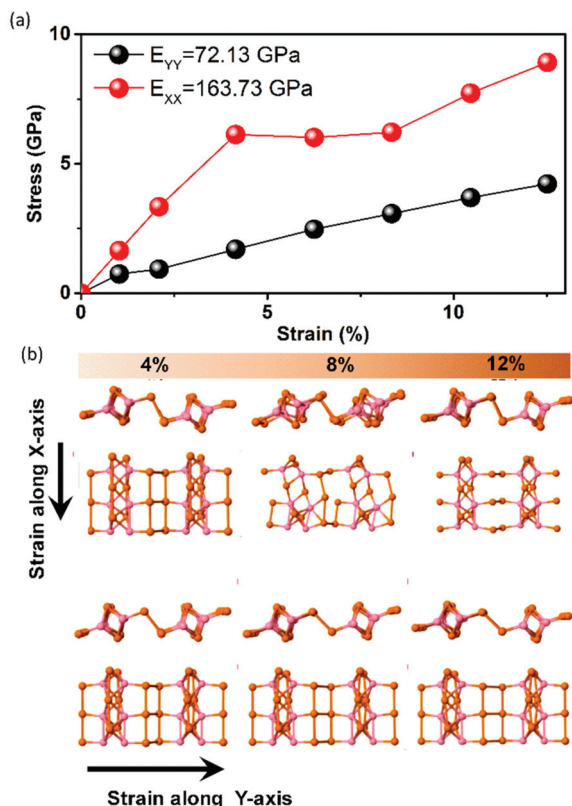 (a)
10
5
0
Stress (GPa)
E_YY=72.13 GPa
E_XX=163.73 GPa
0
5
10
Strain (%)
(b)
4%
8%
12%
Strain along X-axis
Strain along Y-axis